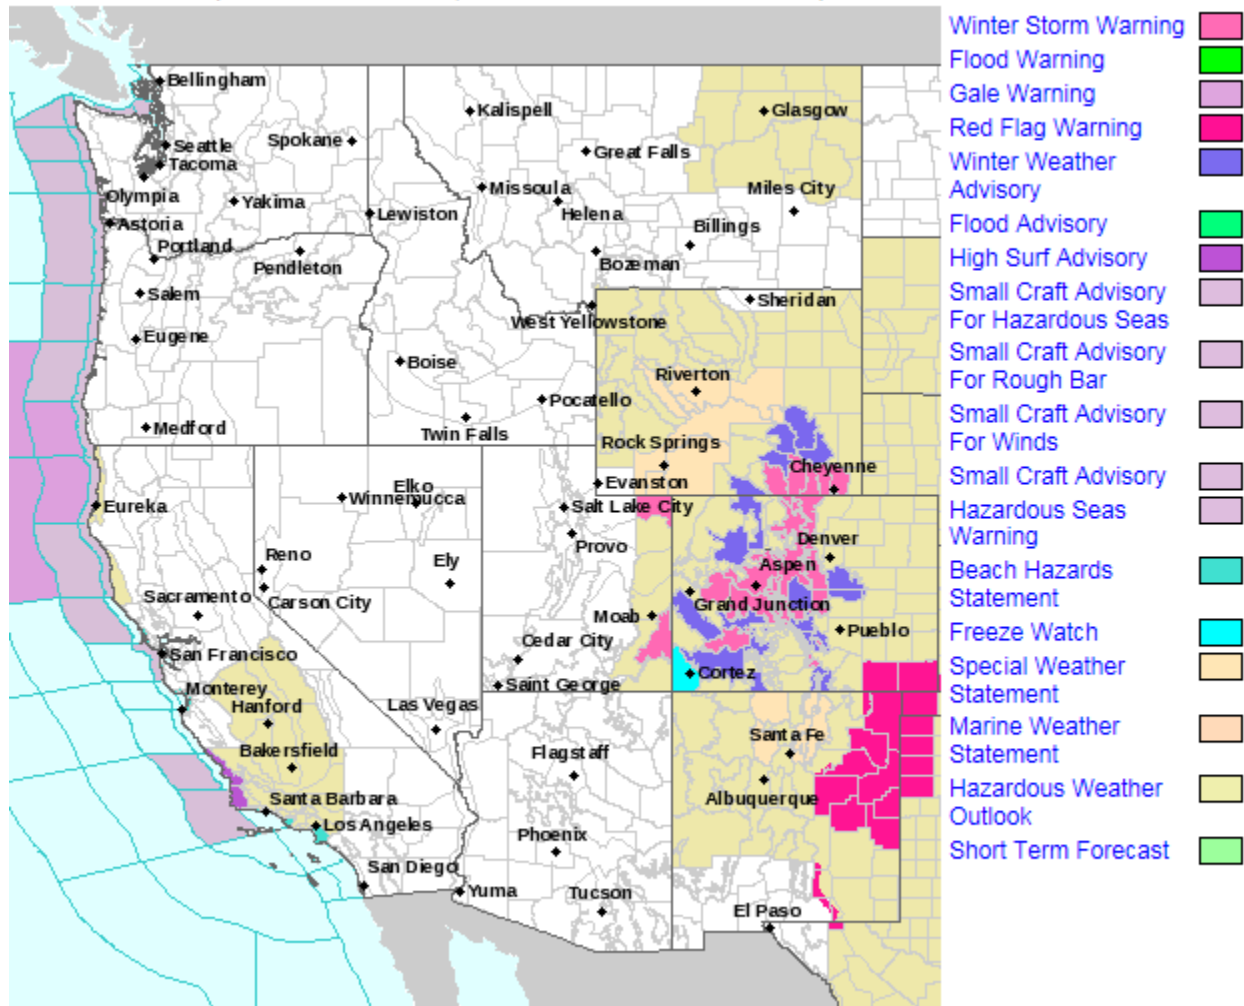 Bellingham
Kalispell
Glasgow
Seattle
Spokane
Great Falls
Tacoma
Olympia
Missoula
Miles City
Yakima
Helena
Astoria
Lewiston
Billings
Portland
Pendleton
Bozeman
Salem
Sheridan
West Yellowstone
Eugene
Boise
Riverton
Pocatello
Medford
Twin Falls
Rock Springs
Cheyenne
Evanston
Elko
Winnemucca
Eureka
Salt Lake City
Provo
Denver
Reno
Ely
Aspen
Sacramento
Carson City
Grand Junction
Moab
Pueblo
Cedar City
San Francisco
Cortez
Saint George
Monterey
Hanford
Las Vegas
Santa Fe
Bakersfield
Flagstaff
Albuquerque
Santa Barbara
Los Angeles
Phoenix
San Diego
Yuma
Tucson
El Paso
Winter Storm Warning
Flood Warning
Gale Warning
Red Flag Warning
Winter Weather
Advisory
Flood Advisory
High Surf Advisory
Small Craft Advisory
For Hazardous Seas
Small Craft Advisory
For Rough Bar
Small Craft Advisory
For Winds
Small Craft Advisory
Hazardous Seas
Warning
Beach Hazards
Statement
Freeze Watch
Special Weather
Statement
Marine Weather
Statement
Hazardous Weather
Outlook
Short Term Forecast